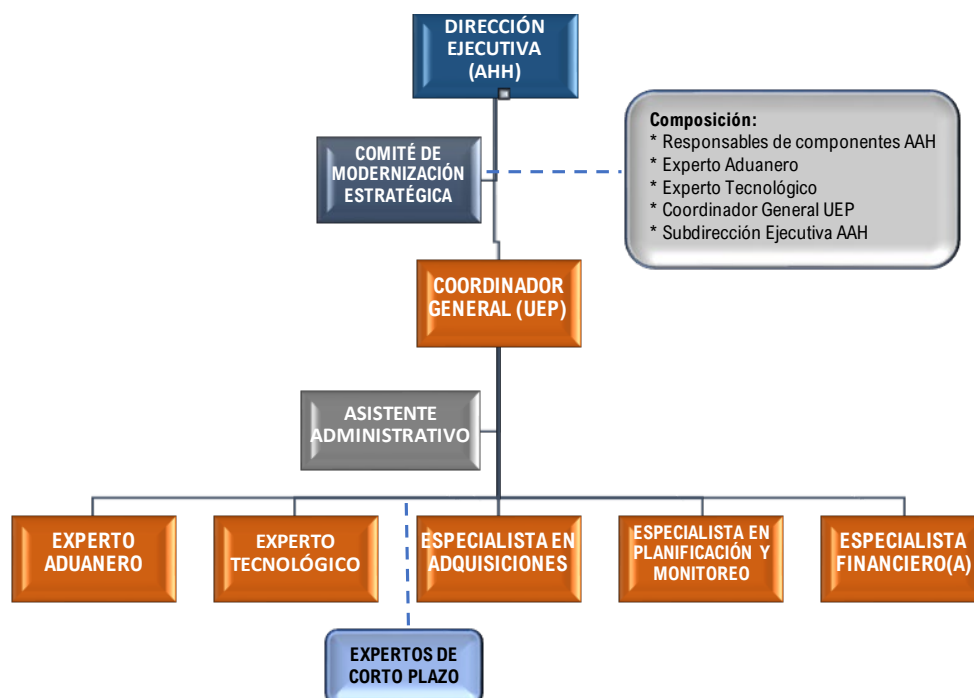 DIRECCIÓN
EJECUTIVA
(AHH)
COMITÉ DE
MODERNIZACIÓN
ESTRATÉGICA
Composición:
* Responsables de componentes AAH
* Experto Aduanero
* Experto Tecnológico
* Coordinador General UEP
* Subdirección Ejecutiva AAH
COORDINADOR
GENERAL (UEP)
ASISTENTE
ADMINISTRATIVO
EXPERTO
ADUANERO
EXPERTO
TECNOLÓGICO
ESPECIALISTA EN
ADQUISICIONES
ESPECIALISTA EN
PLANIFICACIÓN Y
MONITOREO
ESPECIALISTA
FINANCIERO(A)
EXPERTOS DE
CORTO PLAZO